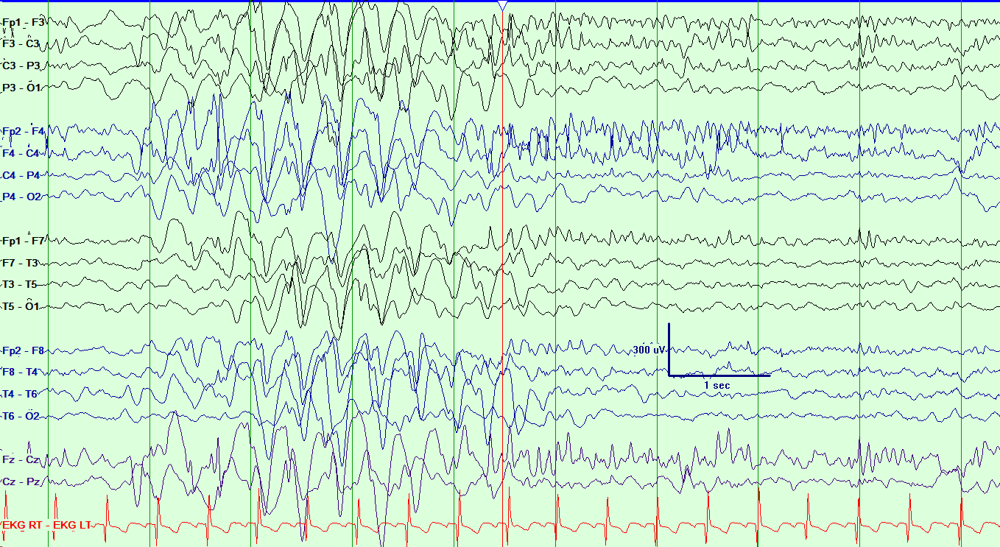 Fp1 - F3
F3 - C3
C3 - P3
P3 - O1
Fp2 - F4
F4 - C4
C4 - P4
P4 - O2
Fp1 - F7
F7 - T3
T3 - T5
T5 - O1
Fp2 - F8
300 uV
F8 - T4
1 sec
T4 - T6
T6 - O2
Fz - Cz
Cz - Pz
EKG RT - EKG LT